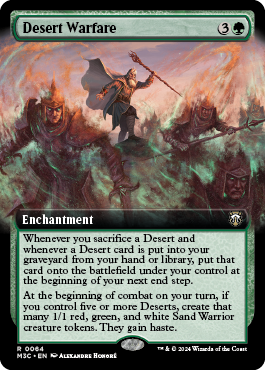 Desert Warfare 3
Enchantment
Whenever you sacrifice a Desert and
whenever a Desert card is put into your
graveyard from your hand or library, put
that card onto the battlefield under your control
at the beginning of your next end step.
At the beginning of combat on your turn, if
you control five or more Deserts, create that
many 1/1 red, green, and white Sand Warrior
creature tokens. They gain haste.
R 0064
M3C • EN Alexandre Honoré
™ & © 2024 Wizards of the Coast